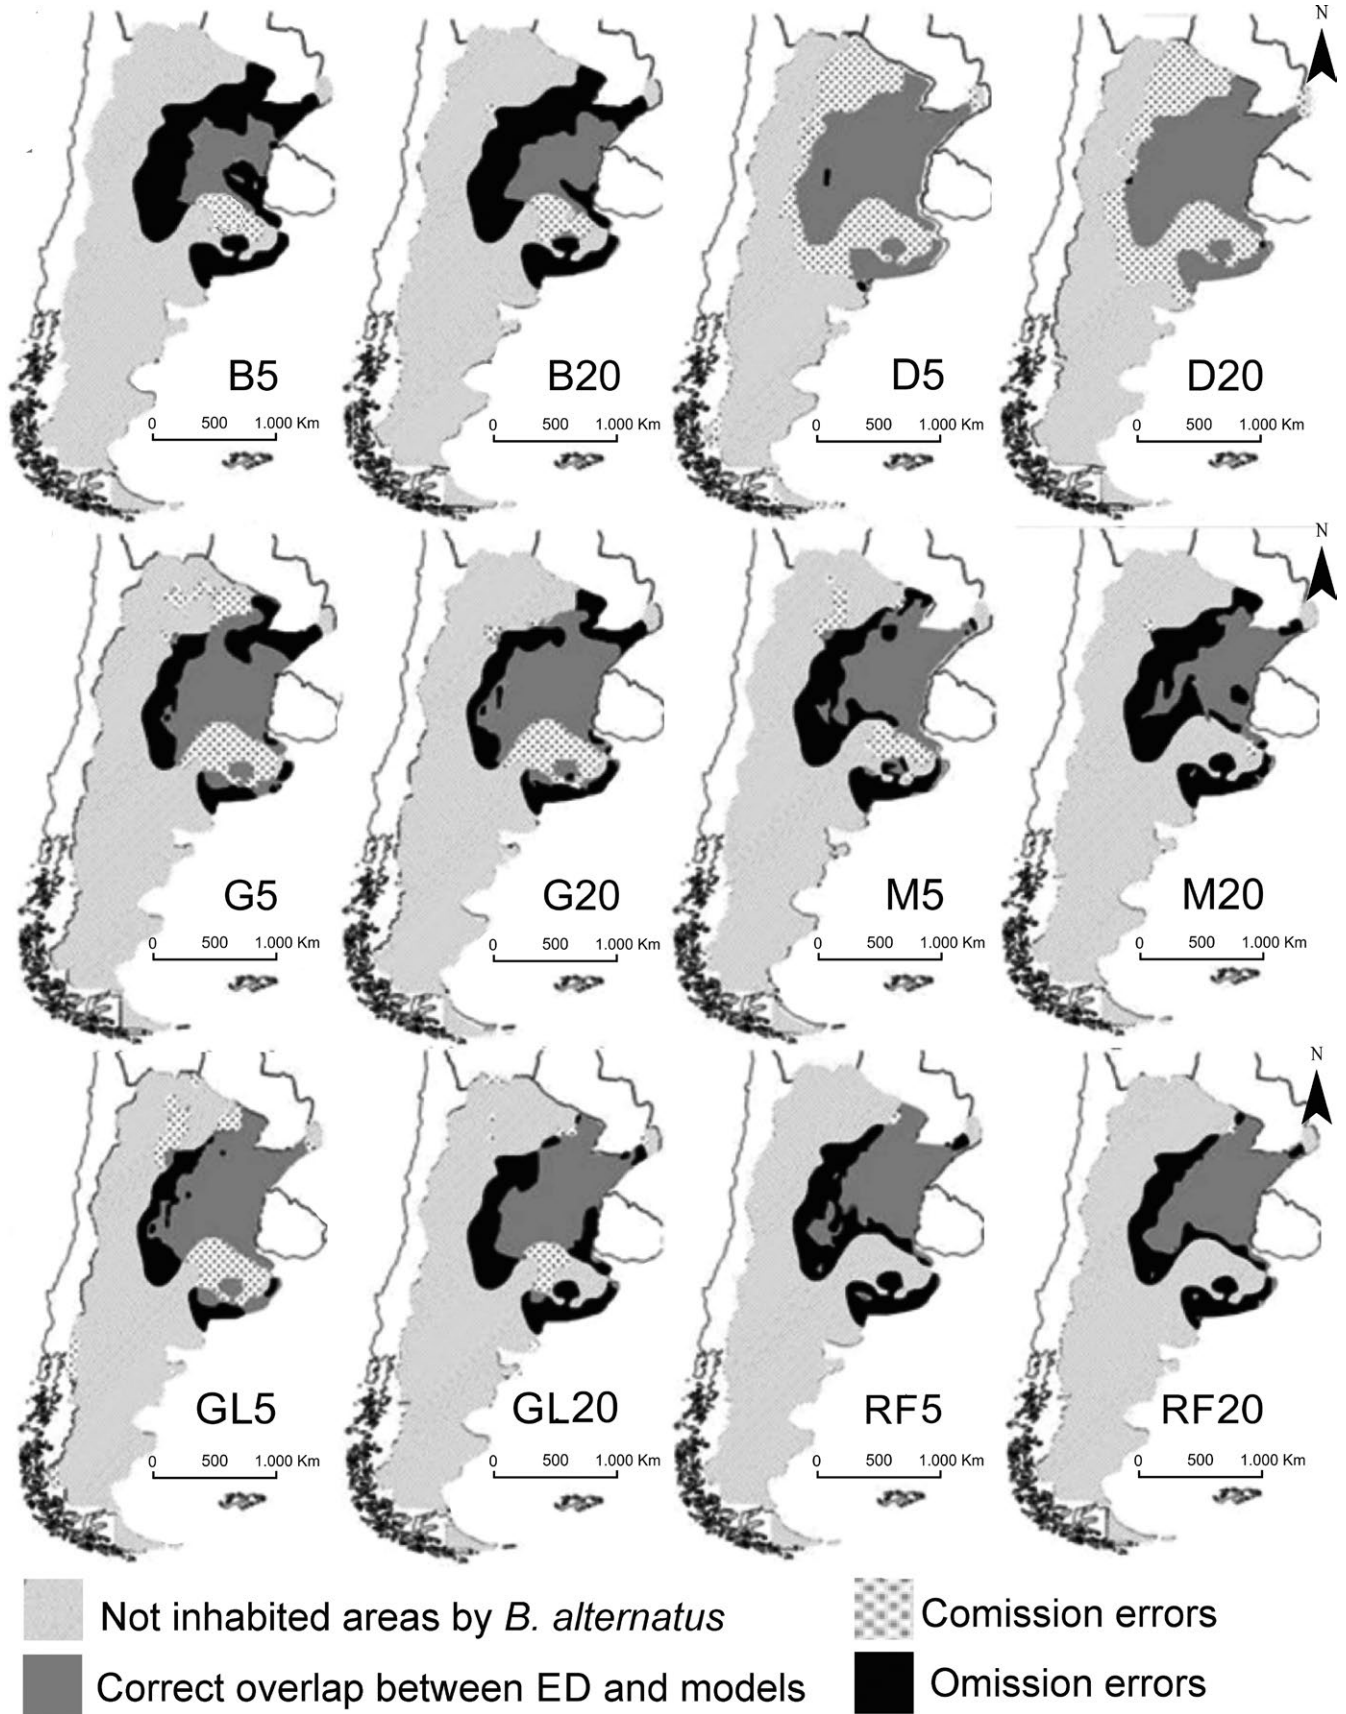 N
B5
B20
D5
D20
0 500 1.000 Km
0 500 1.000 Km
0 500 1.000 Km
0 500 1.000 Km
N
G5
G20
M5
M20
0 500 1.000 Km
0 500 1.000 Km
0 500 1.000 Km
0 500 1.000 Km
N
GL5
GL20
RF5
RF20
0 500 1.000 Km
0 500 1.000 Km
0 500 1.000 Km
0 500 1.000 Km
Not inhabited areas by B. alternatus
Comission errors
Correct overlap between ED and models
Omission errors